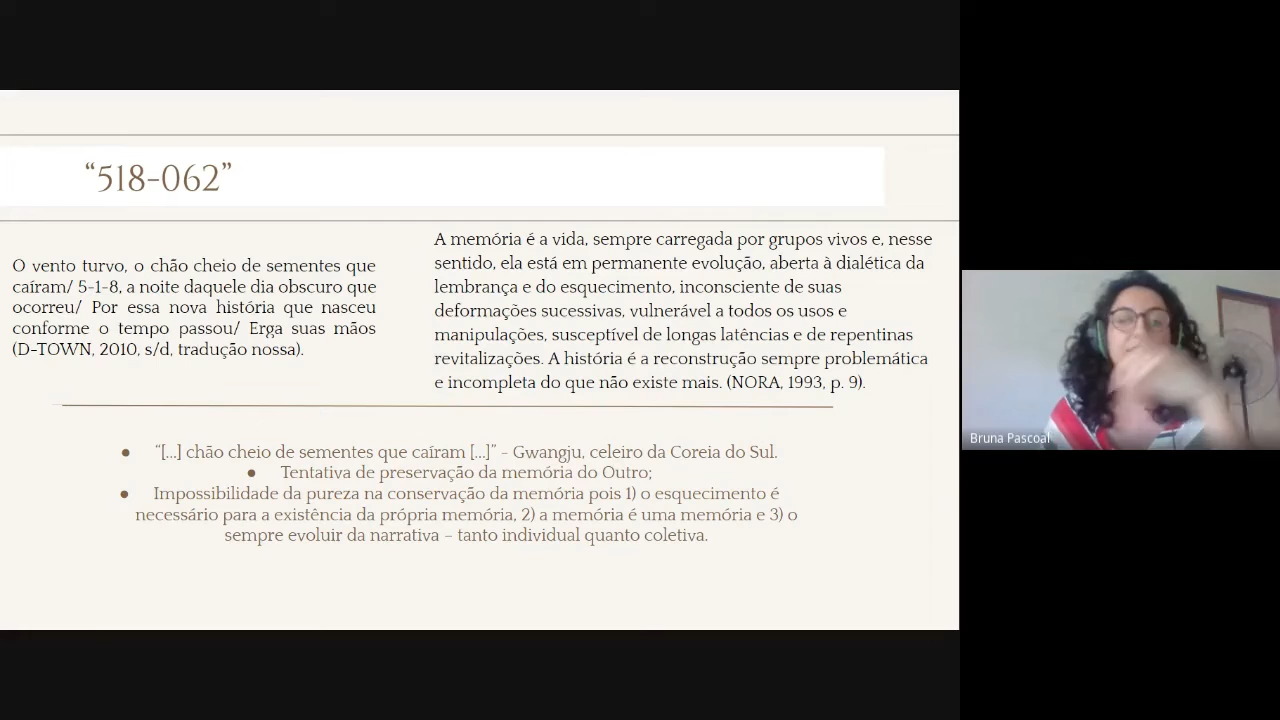 “518-062”
O vento turvo, o chão cheio de sementes que
caíram/ 5-1-8, a noite daquele dia obscuro que
ocorreu/ Por essa nova história que nasceu
conforme o tempo passou/ Erga suas mãos
(D-TOWN, 2010, s/d, tradução nossa).
A memória é a vida, sempre carregada por grupos vivos e, nesse
sentido, ela está em permanente evolução, aberta à dialética da
lembrança e do esquecimento, inconsciente de suas
deformações sucessivas, vulnerável a todos os usos e
manipulações, susceptível de longas latências e de repentinas
revitalizações. A história é a reconstrução sempre problemática
e incompleta do que não existe mais. (NORA, 1993, p. 9).
● “[...] chão cheio de sementes que caíram [...]” - Gwangju, celeiro da Coreia do Sul.
● Tentativa de preservação da memória do Outro;
● Impossibilidade da pureza na conservação da memória pois 1) o esquecimento é
necessário para a existência da própria memória, 2) a memória é uma memória e 3) o
sempre evoluir da narrativa – tanto individual quanto coletiva.
Bruna Pascoal